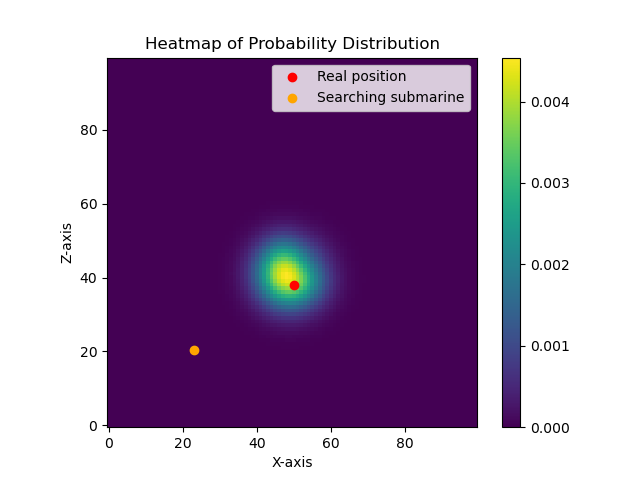 Heatmap of Probability Distribution
Real position
Searching submarine
Z-axis
80
60
40
20
0
0 20 40 60 80
X-axis
0.004
0.003
0.002
0.001
0.000